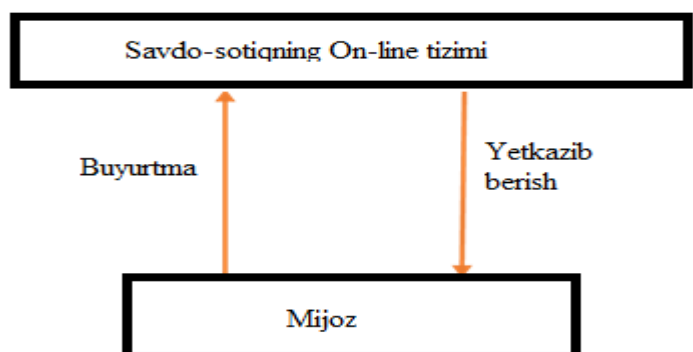 Savdo-sotiqning On-line tizimi
Buyurtma
Yetkazib
berish
Mijoz